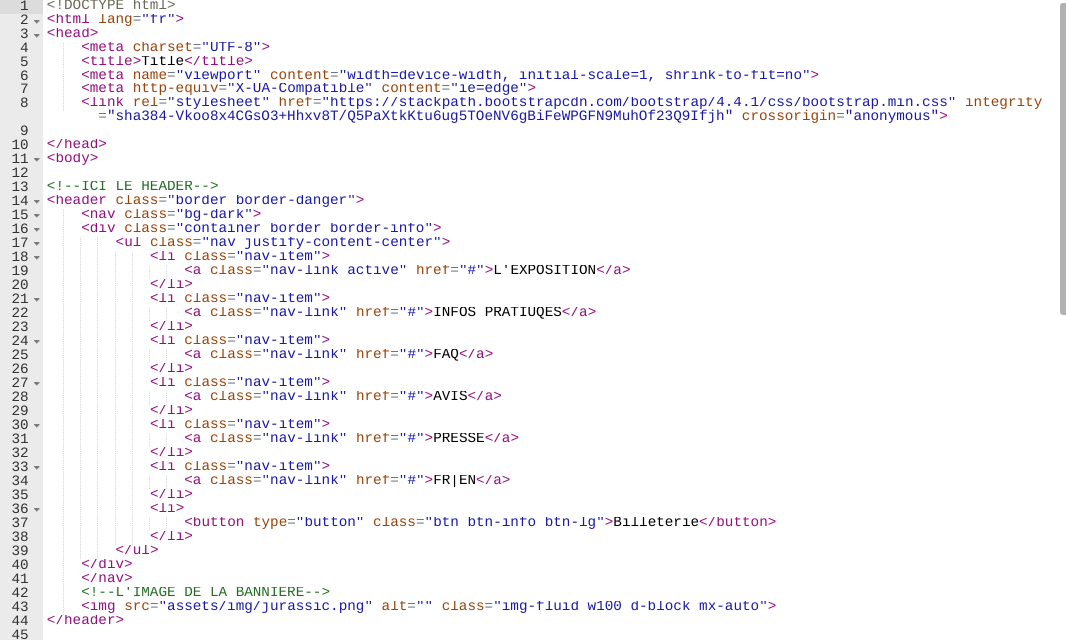 1 <!DOCTYPE html>
2 <html lang="fr">
3 <head>
4 <meta charset="UTF-8">
5 <title>Title</title>
6 <meta name="viewport" content="width=device-width, initial-scale=1, shrink-to-fit=no">
7 <meta http-equiv="X-UA-Compatible" content="ie=edge">
8 <link rel="stylesheet" href="https://stackpath.bootstrapcdn.com/bootstrap/4.4.1/css/bootstrap.min.css" integrity
="sha384-Vkoo8x4CGsO3+Hhxv8T/Q5PaXtkKtu6ug5TOeNV6gBiFeWPGFN9MuhOf23Q9Ifjh" crossorigin="anonymous">
9
10 </head>
11 <body>
12
13 <!--ICI LE HEADER-->
14 <header class="border border-danger">
15 <nav class="bg-dark">
16 <div class="container border border-info">
17 <ul class="nav justify-content-center">
18 <li class="nav-item">
19 <a class="nav-link active" href="#">L'EXPOSITION</a>
20 </li>
21 <li class="nav-item">
22 <a class="nav-link" href="#">INFOS PRATIUQES</a>
23 </li>
24 <li class="nav-item">
25 <a class="nav-link" href="#">FAQ</a>
26 </li>
27 <li class="nav-item">
28 <a class="nav-link" href="#">AVIS</a>
29 </li>
30 <li class="nav-item">
31 <a class="nav-link" href="#">PRESSE</a>
32 </li>
33 <li class="nav-item">
34 <a class="nav-link" href="#">FR|EN</a>
35 </li>
36 <li>
37 <button type="button" class="btn btn-info btn-lg">Billeterie</button>
38 </li>
39 </ul>
40 </div>
41 </nav>
42 <!--L'IMAGE DE LA BANNIERE-->
43 <img src="assets/img/jurassic.png" alt="" class="img-fluid w100 d-block mx-auto">
44 </header>
45